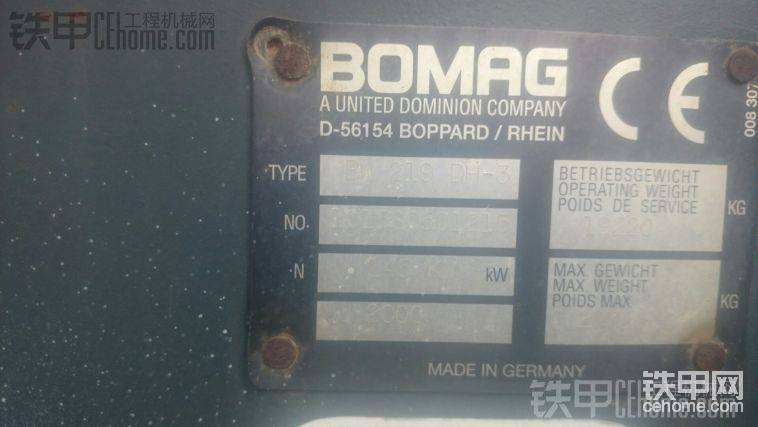 铁甲 工程机械网
CEhome.com
BOMAG
A UNITED DOMINION COMPANY
D-56154 BOPPARD / RHEIN
CE
008 307
TYPE
BW 219 DH-3
NO.
N
kW
2000
BETRIEBSGEWICHT
OPERATING WEIGHT
POIDS DE SERVICE
KG
MAX. GEWICHT
MAX. WEIGHT
POIDS MAX.
KG
MADE IN GERMANY
铁甲网
cehome.com